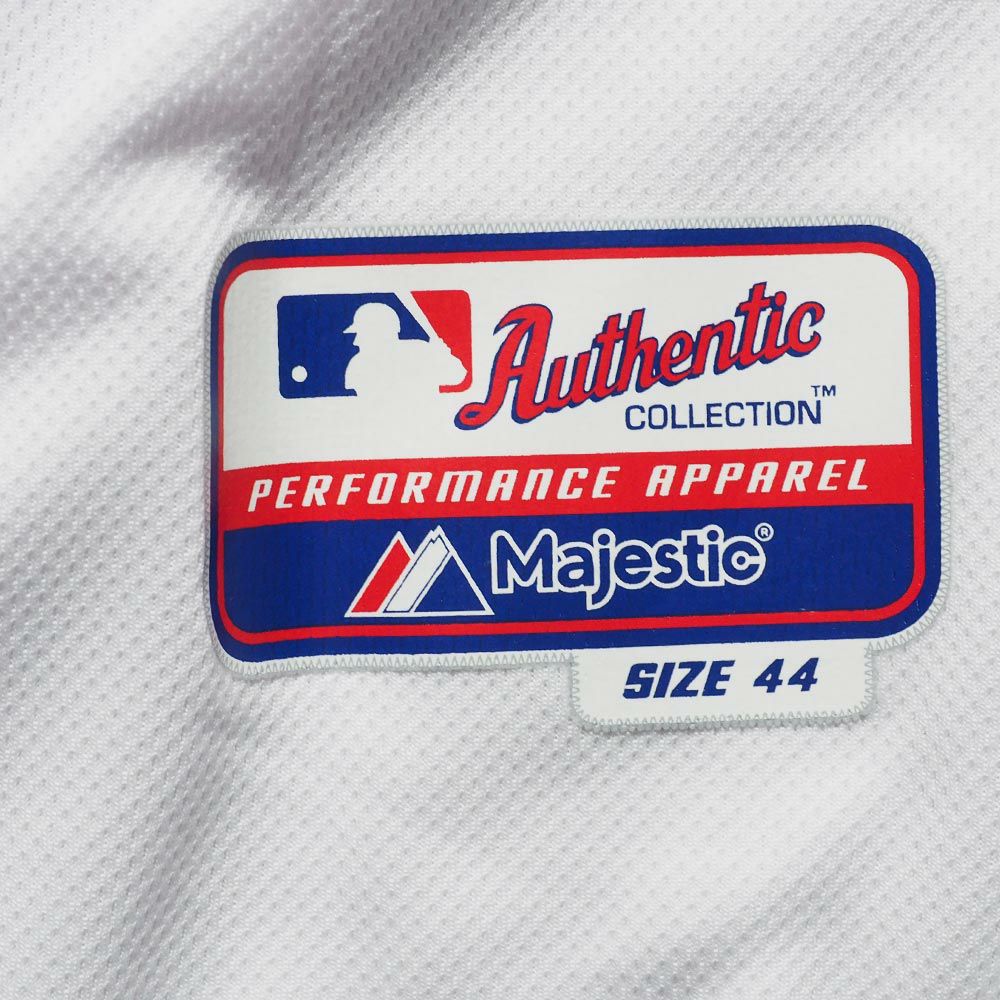 Authentic
COLLECTION™
PERFORMANCE APPAREL
Majestic®
SIZE 44